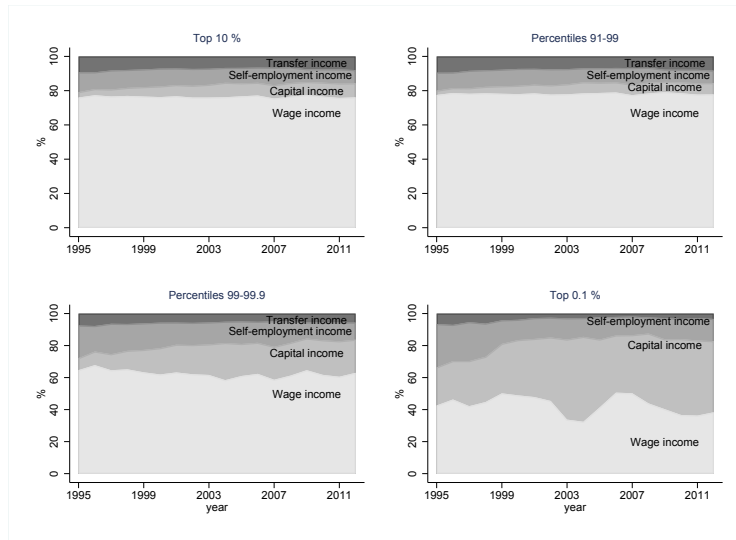 Top 10 %
100
80
60
40
20
0
%
Transfer income
Self-employment income
Capital income
Wage income
1995 1999 2003 2007 2011
Percentiles 91-99
100
80
60
40
20
0
%
Transfer income
Self-employment income
Capital income
Wage income
1995 1999 2003 2007 2011
Percentiles 99-99.9
100
80
60
40
20
0
%
Transfer income
Self-employment income
Capital income
Wage income
1995 1999 2003 2007 2011
year
Top 0.1 %
100
80
60
40
20
0
%
Self-employment income
Capital income
Wage income
1995 1999 2003 2007 2011
year